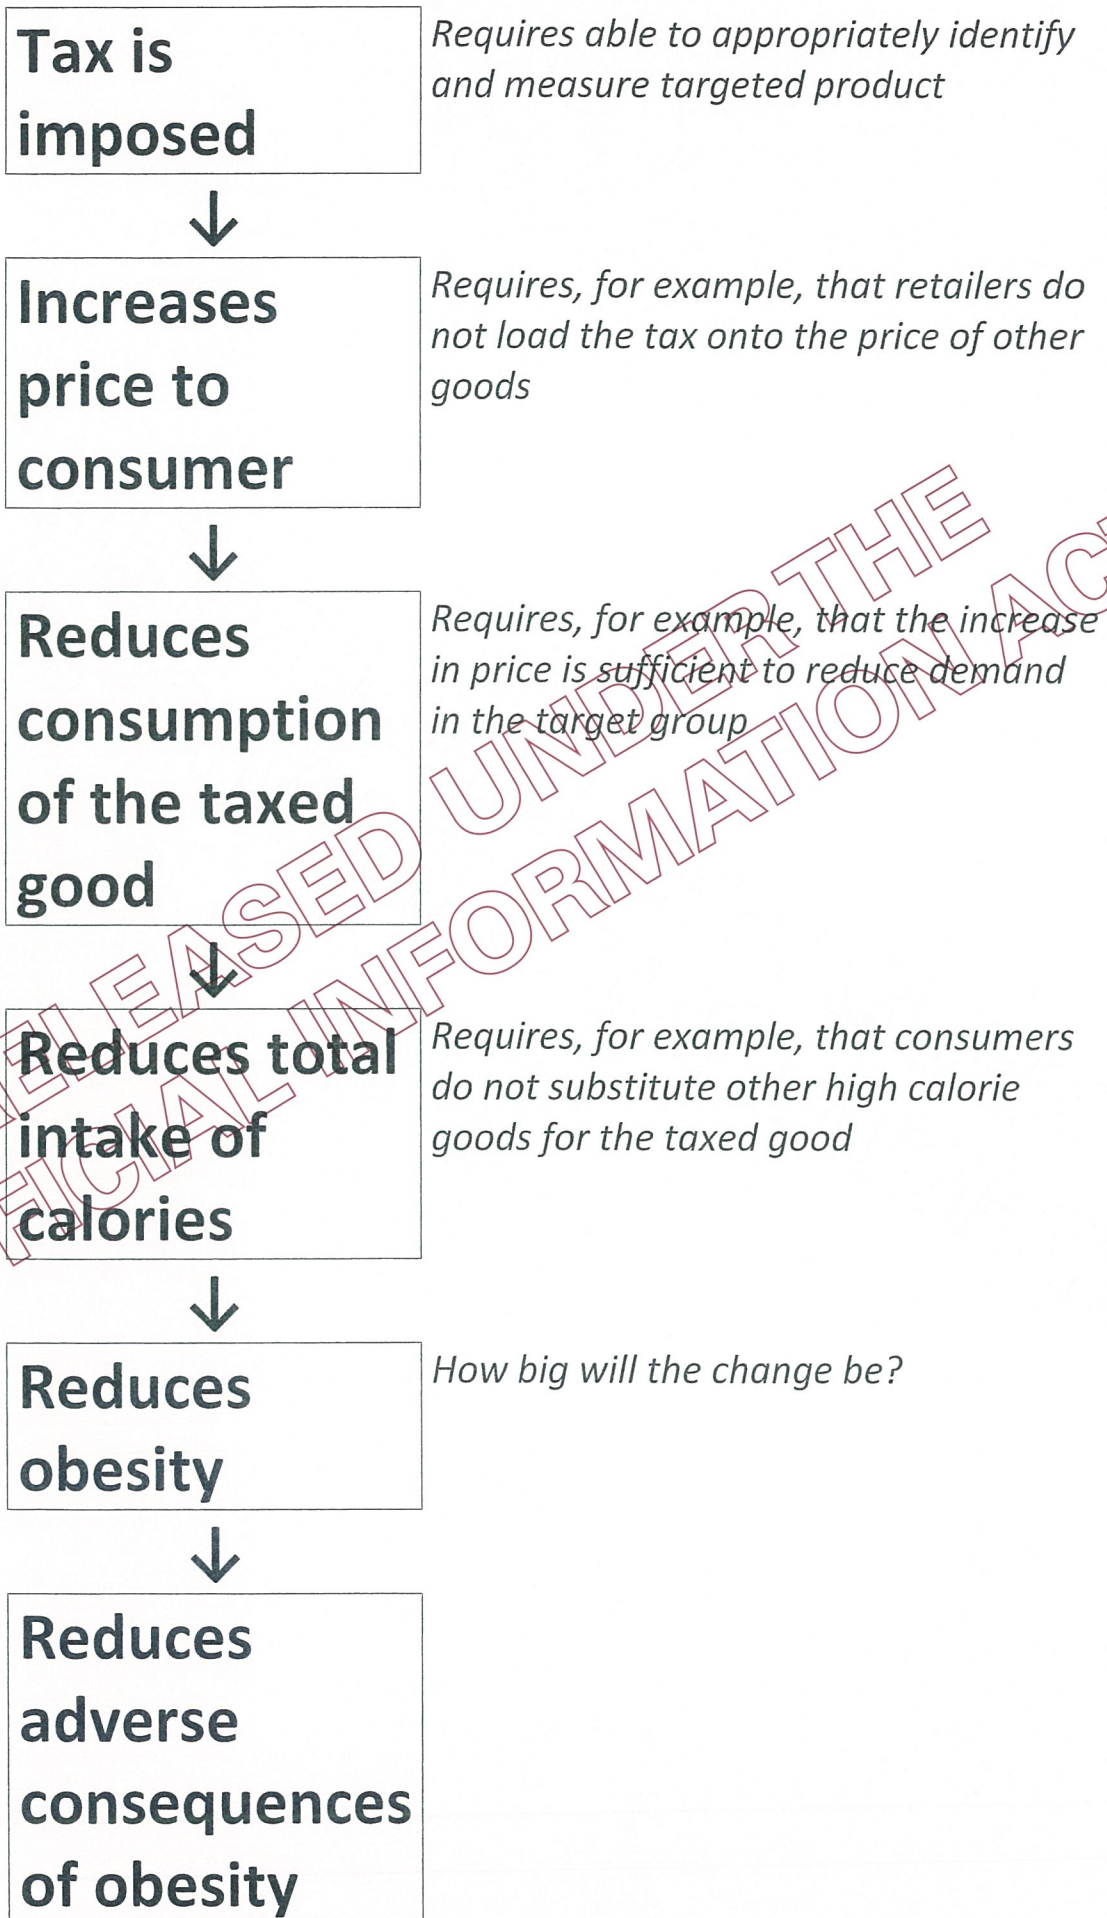 Tax is
imposed
Requires able to appropriately identify
and measure targeted product
↓
Increases
price to
consumer
Requires, for example, that retailers do
not load the tax onto the price of other
goods
↓
Reduces
consumption
of the taxed
good
Requires, for example, that the increase
in price is sufficient to reduce demand
in the target group
↓
Reduces total
intake of
calories
Requires, for example, that consumers
do not substitute other high calorie
goods for the taxed good
↓
Reduces
obesity
How big will the change be?
↓
Reduces
adverse
consequences
of obesity
RELEASED UNDER THE
FICIAL INFORMATION AC